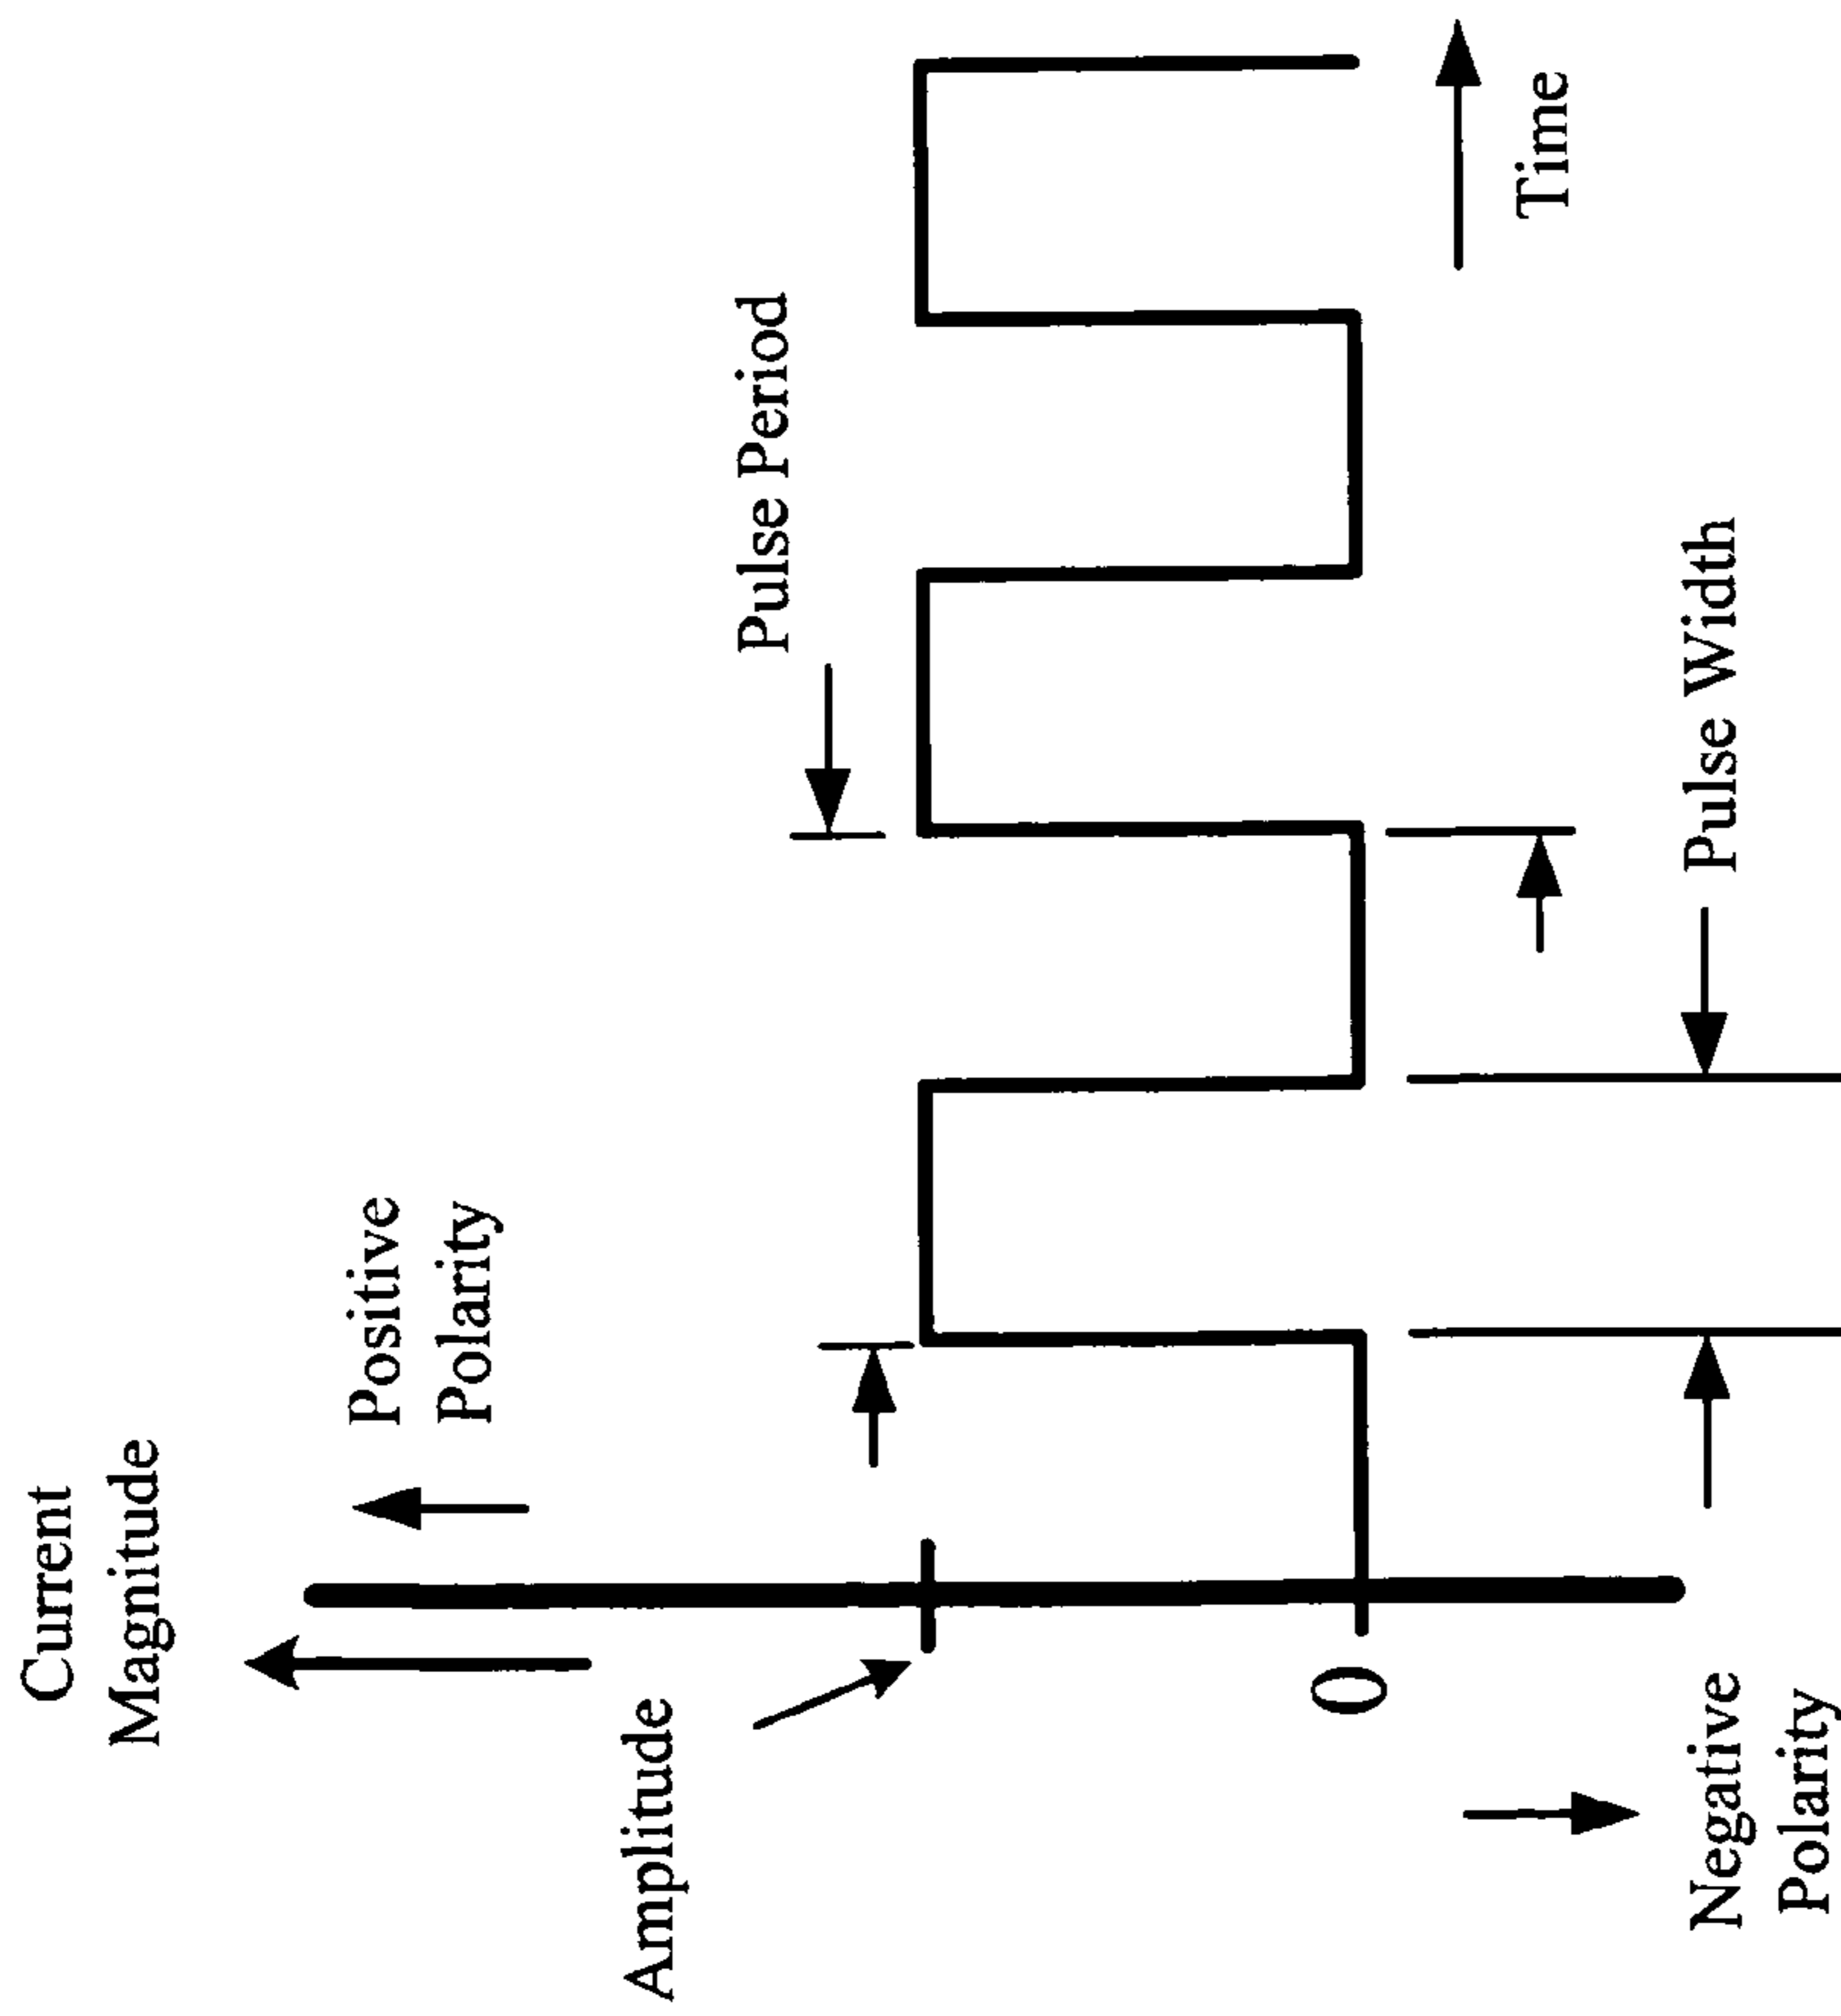 Current
Magnitude
Positive
Polarity
Amplitude
Pulse Period
0
Time
Negative
Polarity
Pulse Width